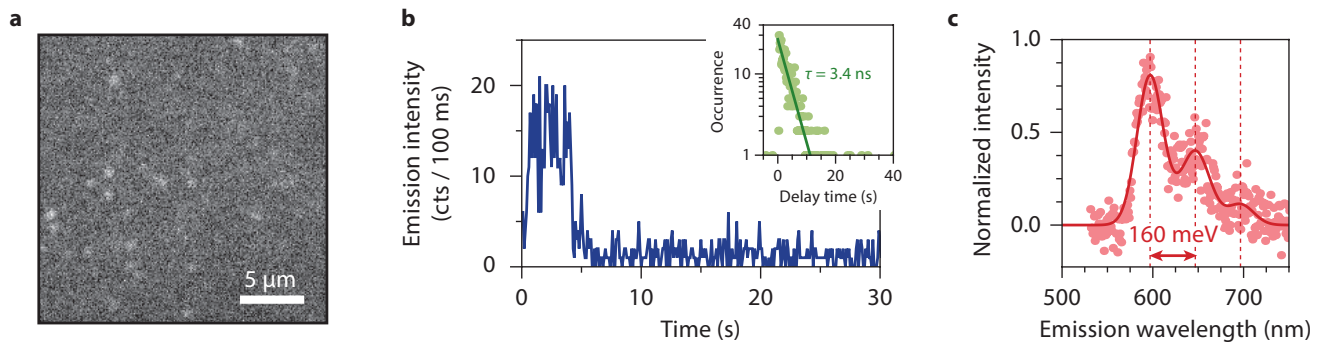 a
5 μm
b
Emission intensity
(cts / 100 ms)
20
10
0
0
10
20
30
Time (s)
Occurrence
40
10
1
τ = 3.4 ns
0
20
40
Delay time (s)
c
Normalized intensity
1.0
0.5
0.0
160 meV
500
600
700
Emission wavelength (nm)